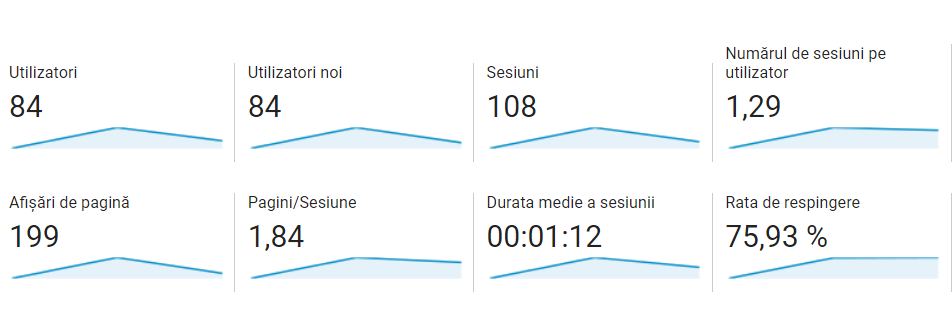 Utilizatori
84
Utilizatori noi
84
Sesiuni
108
Numărul de sesiuni pe
utilizator
1,29
Afișări de pagină
199
Pagini/Sesiune
1,84
Durata medie a sesiunii
00:01:12
Rata de respingere
75,93 %